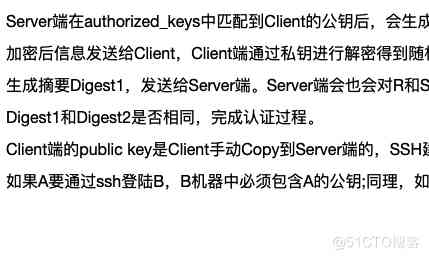 Server端在authorized_keys中匹配到Client的公钥后，会生成
加密后信息发送给Client，Client端通过私钥进行解密得到随
生成摘要Digest1，发送给Server端。Server端会也会对R和S
Digest1和Digest2是否相同，完成认证过程。
Client端的public key是Client手动Copy到Server端的，SSH建
如果A要通过ssh登陆B，B机器中必须包含A的公钥;同理，如
@51CTO博客